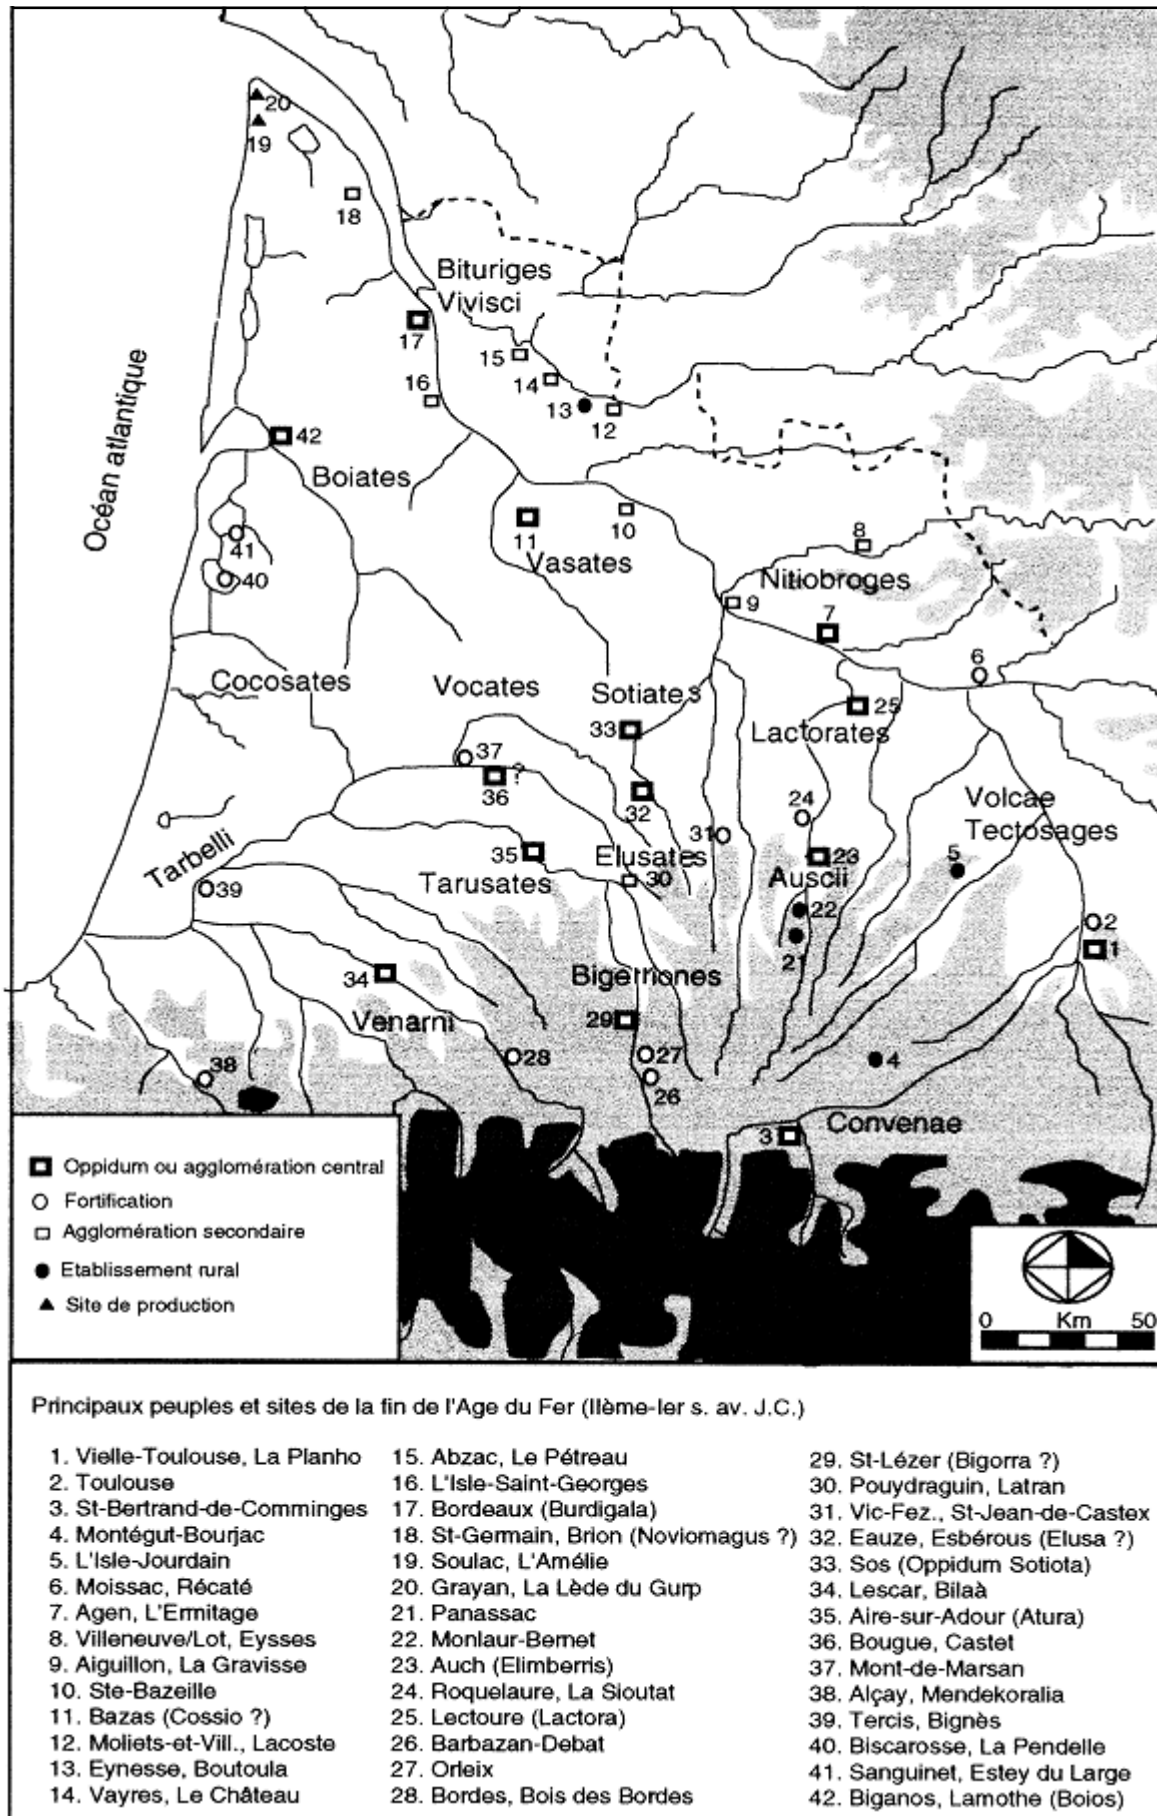 20
19
18
Bituriges
Vivisci
17
15
14
16
13
12
Océan atlantique
42
Boiates
10
11
41
Vasates
8
40
Nitiobroges
9
7
6
Cocosates
Vocates
Sotiates
25
33
Lactorates
37
?
36
32
24
Volcae
Tectosages
31
Tarbelli
35
Elusates
23
5
39
Tarusates
30
Auscii
22
2
21
1
34
Bigerriones
Venarni
29
28
27
4
38
26
3
Convenae
Oppidum ou agglomération central
Fortification
Agglomération secondaire
Etablissement rural
Site de production
0 Km 50
Principaux peuples et sites de la fin de l'Age du Fer (IIème-Ier s. av. J.C.)
1. Vielle-Toulouse, La Planho
2. Toulouse
3. St-Bertrand-de-Comminges
4. Montégut-Bourjac
5. L'Isle-Jourdain
6. Moissac, Récaté
7. Agen, L'Ermitage
8. Villeneuve/Lot, Eysses
9. Aiguillon, La Gravisse
10. Ste-Bazeille
11. Bazas (Cossio ?)
12. Moliets-et-Vill., Lacoste
13. Eynesse, Boutoula
14. Vayres, Le Château
15. Abzac, Le Pétreau
16. L'Isle-Saint-Georges
17. Bordeaux (Burdigala)
18. St-Germain, Brion (Noviomagus ?)
19. Soulac, L'Amélie
20. Grayan, La Lède du Gurp
21. Panassac
22. Monlaur-Bernet
23. Auch (Elimberris)
24. Roquelaure, La Sioutat
25. Lectoure (Lactora)
26. Barbazan-Debat
27. Orleix
28. Bordes, Bois des Bordes
29. St-Lézer (Bigorra ?)
30. Pouydraguin, Latran
31. Vic-Fez., St-Jean-de-Castex
32. Eauze, Esbérous (Elusa ?)
33. Sos (Oppidum Sotiota)
34. Lescar, Bilaà
35. Aire-sur-Adour (Atura)
36. Bougue, Castet
37. Mont-de-Marsan
38. Alçay, Mendekoralia
39. Tercis, Bignès
40. Biscarosse, La Pendelle
41. Sanguinet, Estey du Large
42. Biganos, Lamothe (Boios)